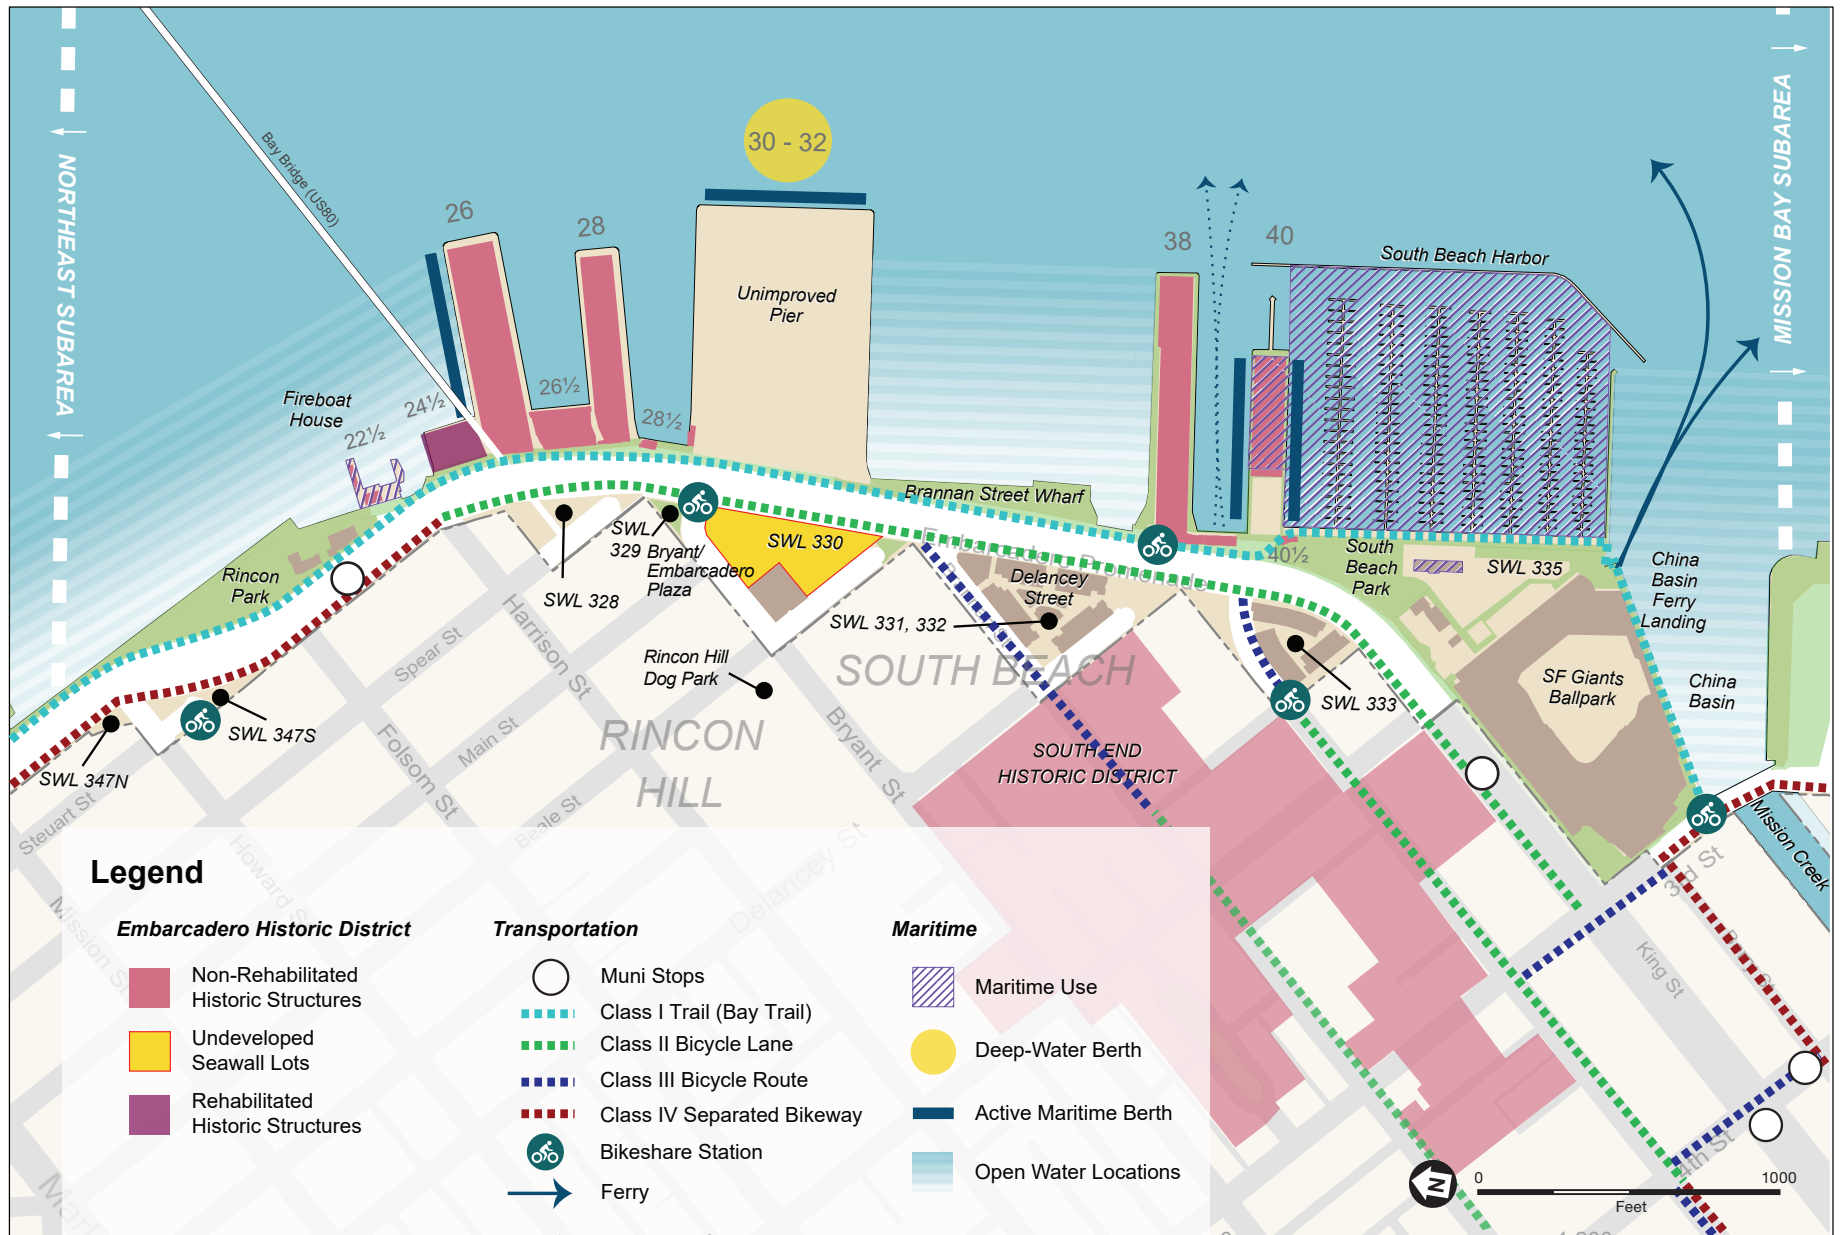 NORTHEAST SUBAREA
MISSION BAY SUBAREA
Bay Bridge (US80)
30 - 32
26
28
38
40
South Beach Harbor
Unimproved
Pier
Fireboat
House
24½
26½
28½
22½
Brannan Street Wharf
Embarcadero Promenade
40½
SWL
329
Bryant/
Embarcadero
Plaza
SWL 330
Delancey
Street
South
Beach
Park
SWL 335
China
Basin
Ferry
Landing
Rincon
Park
SWL 328
SWL 331, 332
Harrison St
Spear St
Rincon Hill
Dog Park
SOUTH BEACH
SF Giants
Ballpark
China
Basin
SWL 333
SWL 347S
SWL 347N
RINCON
HILL
Main St
Folsom St
Bryant St
SOUTH END
HISTORIC DISTRICT
Steuart St
Beale St
Howard St
Delancey St
Mission St
Mission Creek
3rd St
King St
4th St
Legend
Embarcadero Historic District
Non-Rehabilitated
Historic Structures
Undeveloped
Seawall Lots
Rehabilitated
Historic Structures
Transportation
Muni Stops
Class I Trail (Bay Trail)
Class II Bicycle Lane
Class III Bicycle Route
Class IV Separated Bikeway
Bikeshare Station
Ferry
Maritime
Maritime Use
Deep-Water Berth
Active Maritime Berth
Open Water Locations
N
0
1000
Feet